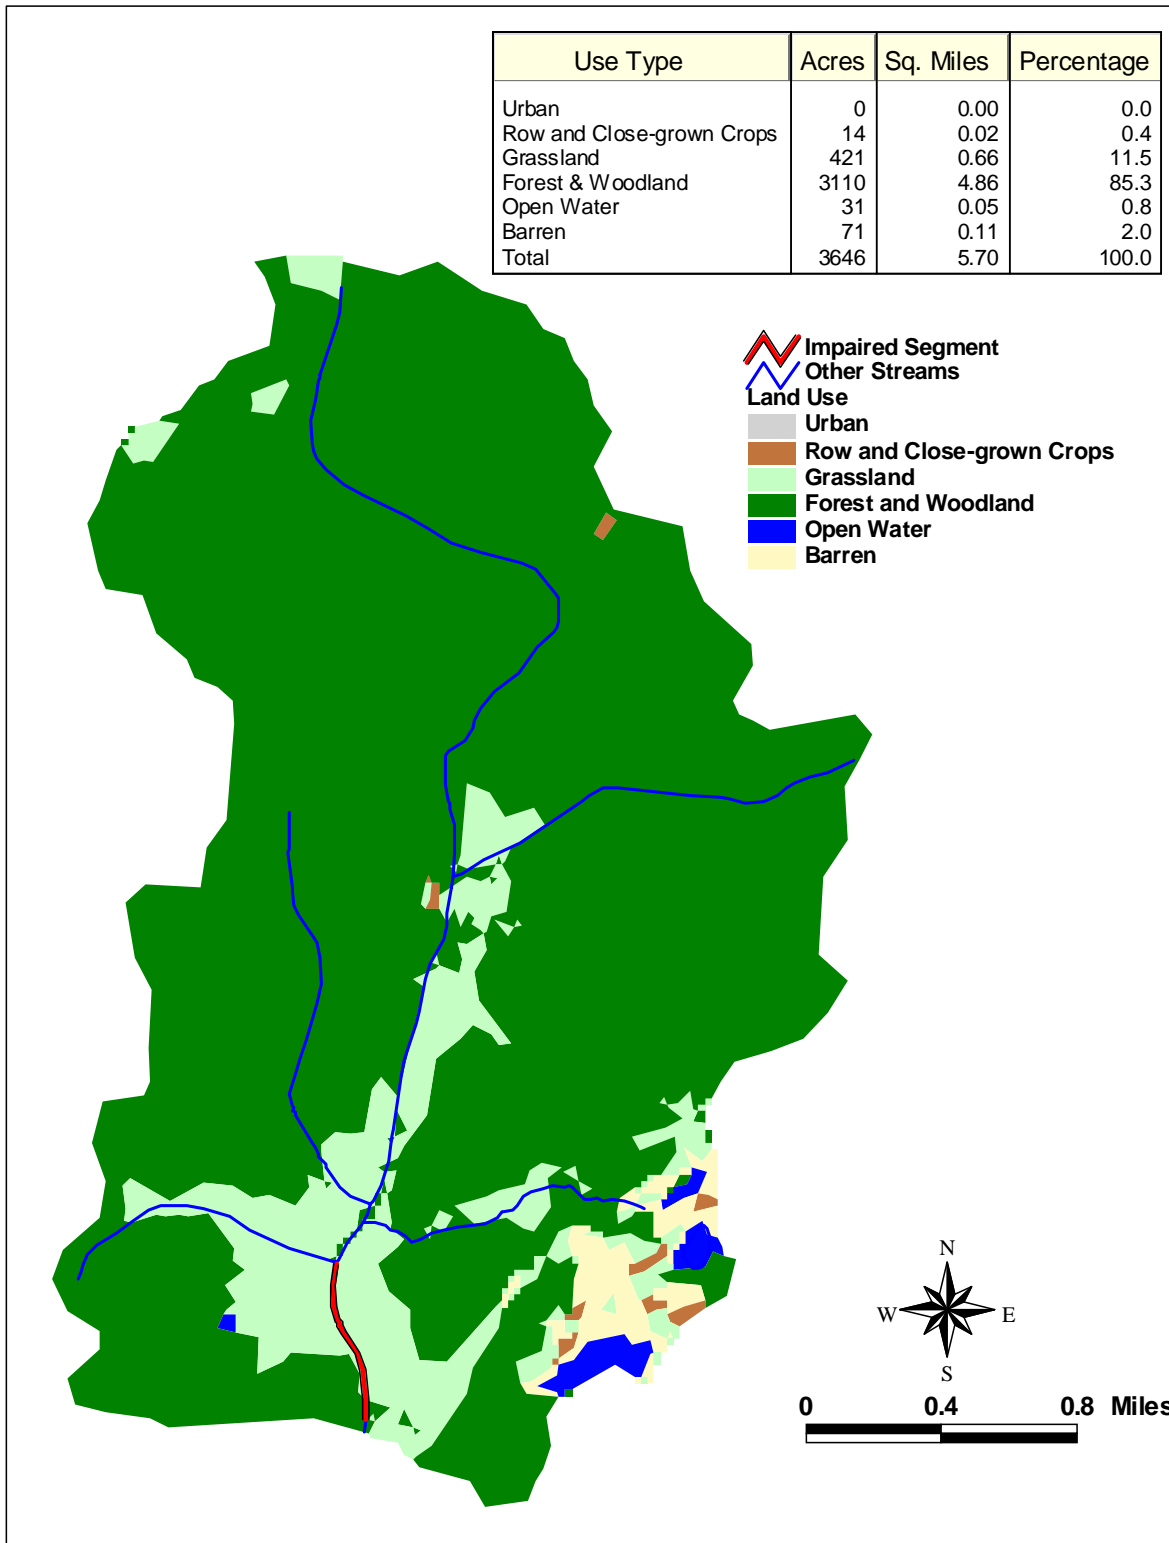 Use Type Acres Sq. Miles Percentage
Urban 0 0.00 0.0
Row and Close-grown Crops 14 0.02 0.4
Grassland 421 0.66 11.5
Forest & Woodland 3110 4.86 85.3
Open Water 31 0.05 0.8
Barren 71 0.11 2.0
Total 3646 5.70 100.0
Impaired Segment
Other Streams
Land Use
Urban
Row and Close-grown Crops
Grassland
Forest and Woodland
Open Water
Barren
N
W E
S
0 0.4 0.8 Miles